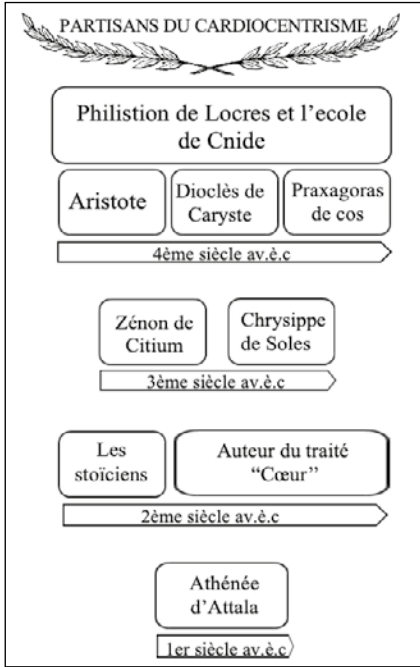 PARTISANS DU CARDIOCENTRISME
Philistion de Locres et l'ecole
de Cnide
Aristote
Dioclès de
Caryste
Praxagoras
de cos
4ème siècle av.è.c
Zénon de
Citium
Chrysippe
de Soles
3ème siècle av.è.c
Les
stoïciens
Auteur du traité
“Cœur”
2ème siècle av.è.c
Athénée
d'Attala
1er siècle av.è.c